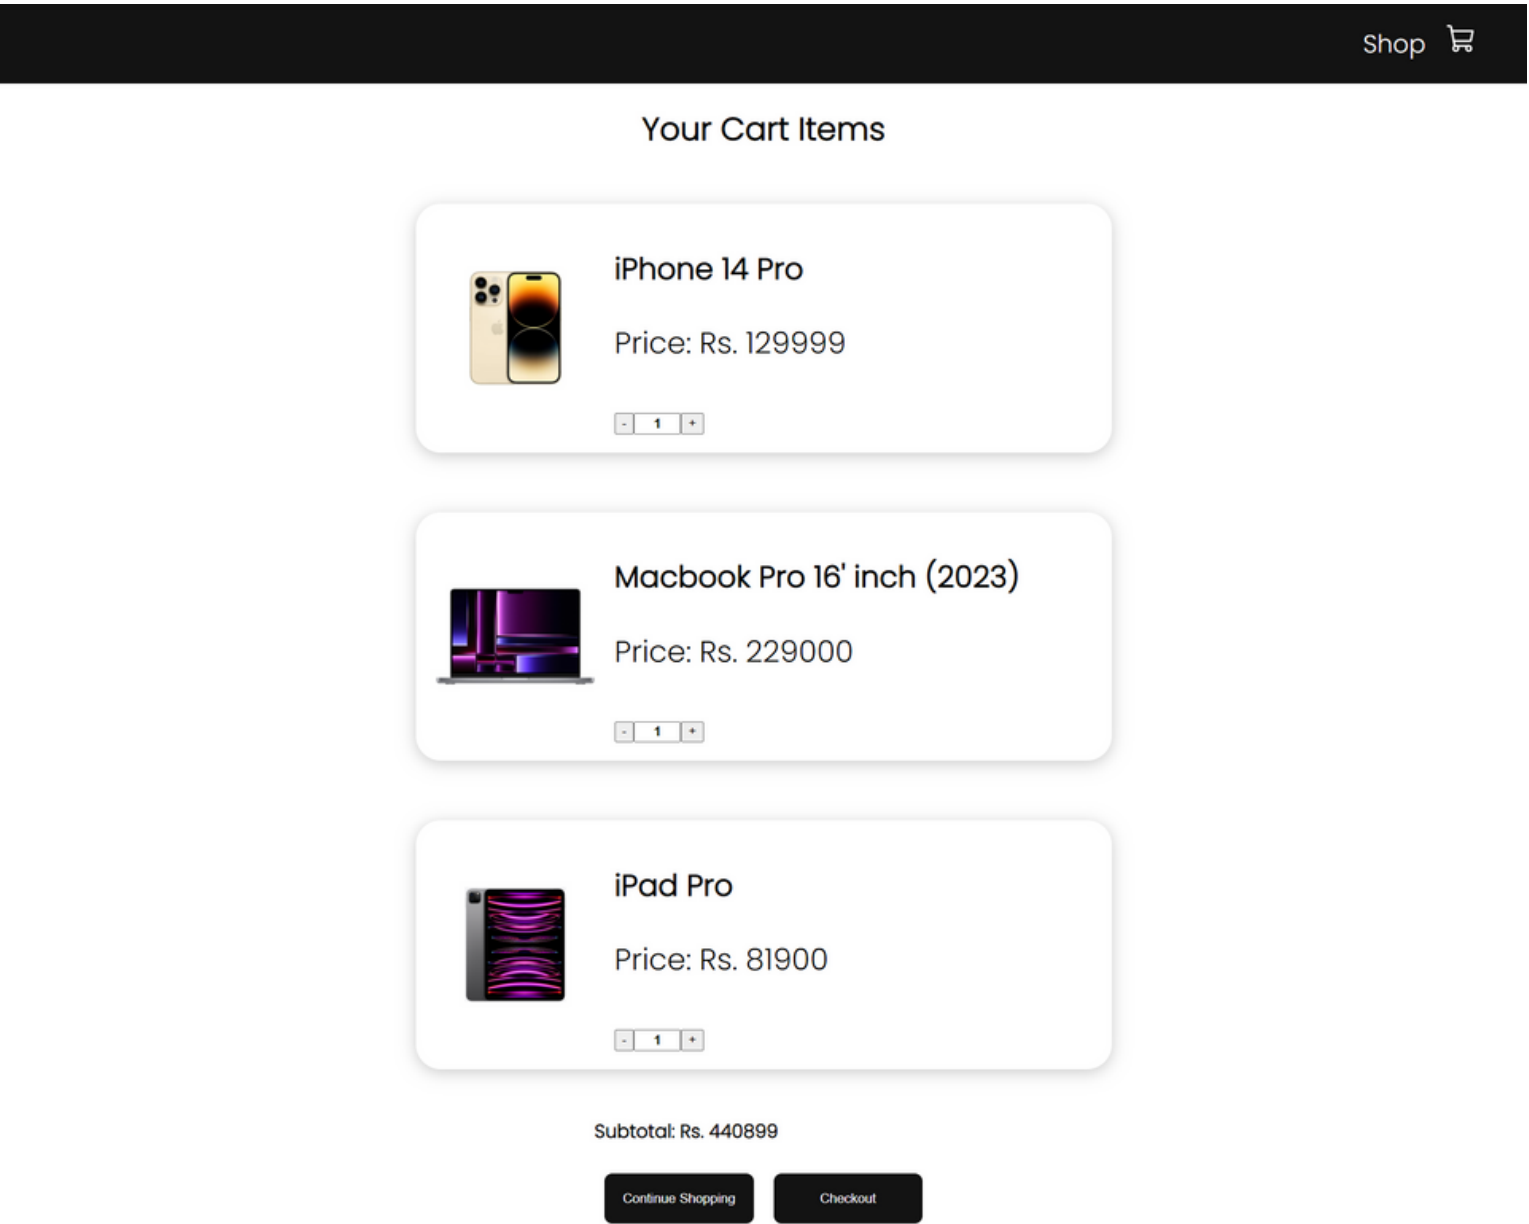 Shop
Your Cart Items
iPhone 14 Pro
Price: Rs. 129999
- 1 +
Macbook Pro 16' inch (2023)
Price: Rs. 229000
- 1 +
iPad Pro
Price: Rs. 81900
- 1 +
Subtotal: Rs. 440899
Continue Shopping Checkout